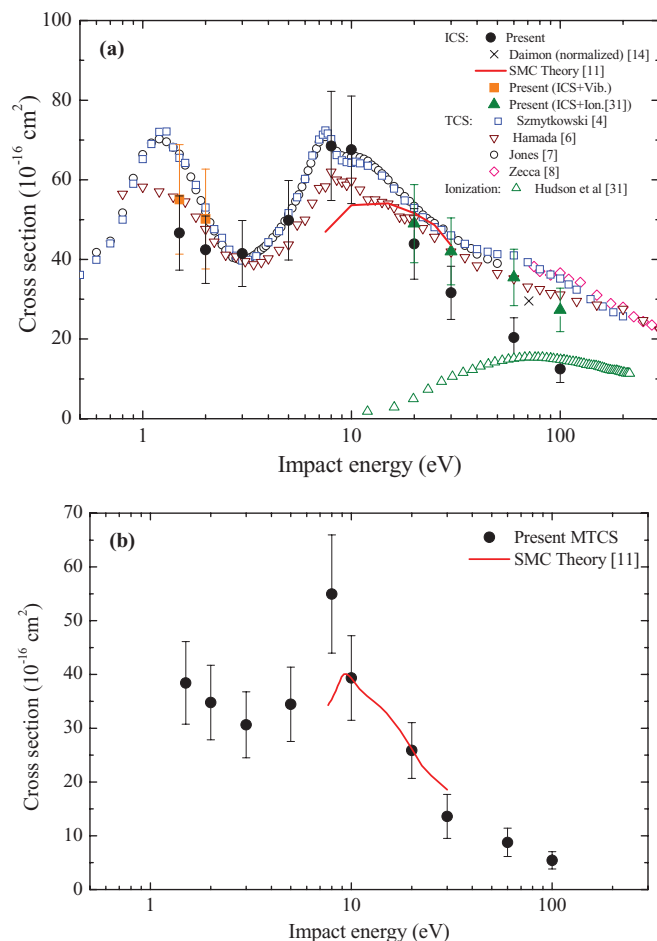 (a)
ICS: Present
Daimon (normalized) [14]
SMC Theory [11]
Present (ICS+Vib.)
Present (ICS+Ion.[31])
TCS: Szmytkowski [4]
Hamada [6]
Jones [7]
Zecca [8]
Ionization: Hudson et al [31]
Cross section (10⁻¹⁶ cm²)
100
80
60
40
20
0
1 10 100
Impact energy (eV)
(b)
Present MTCS
SMC Theory [11]
Cross section (10⁻¹⁶ cm²)
70
60
50
40
30
20
10
0
1 10 100
Impact energy (eV)